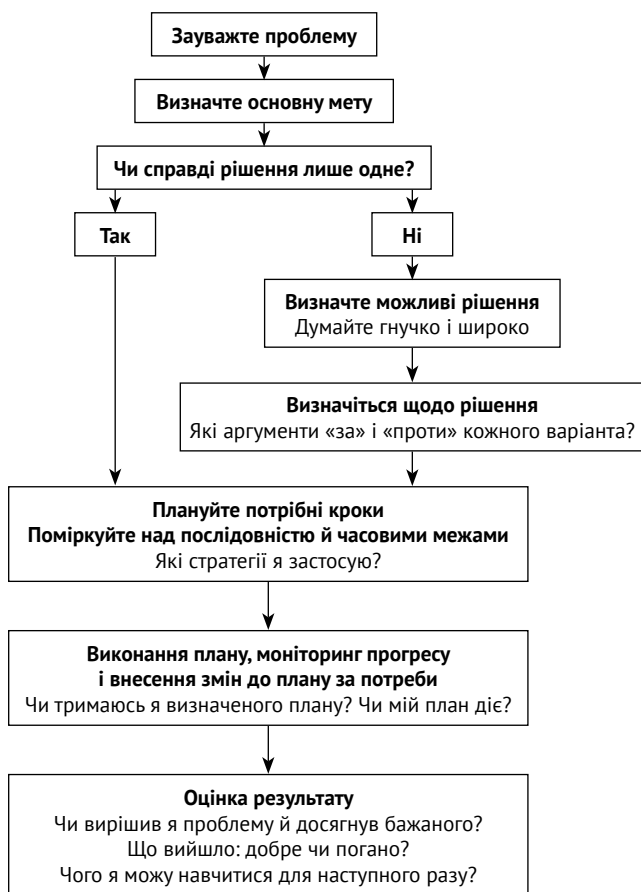 Зауважте проблему
Визначте основну мету
Чи справді рішення лише одне?
Так
Ні
Визначте можливі рішення
Думайте гнучко і широко
Визначіться щодо рішення
Які аргументи «за» і «проти» кожного варіанта?
Плануйте потрібні кроки
Поміркуйте над послідовністю й часовими межами
Які стратегії я застосую?
Виконання плану, моніторинг прогресу
і внесення змін до плану за потреби
Чи тримаюсь я визначеного плану? Чи мій план діє?
Оцінка результату
Чи вирішив я проблему й досягнув бажаного?
Що вийшло: добре чи погано?
Чого я можу навчитися для наступного разу?